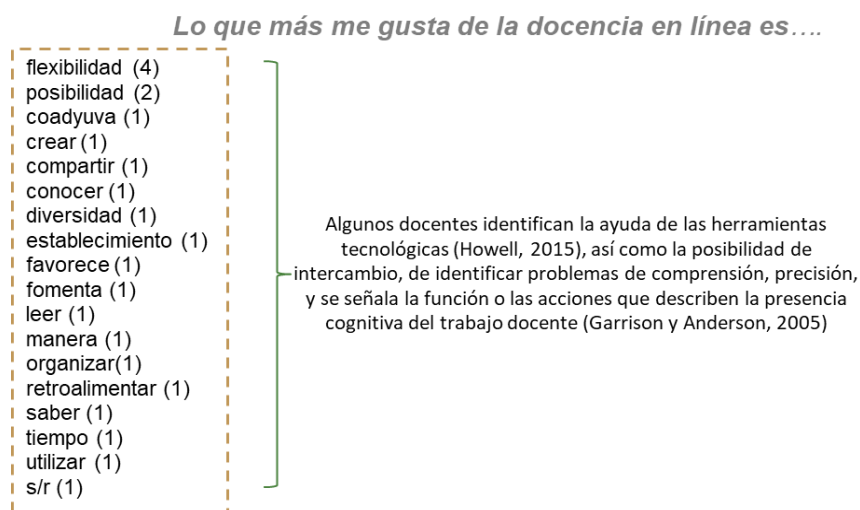 Lo que más me gusta de la docencia en línea es….
flexibilidad (4)
posibilidad (2)
coadyuva (1)
crear (1)
compartir (1)
conocer (1)
diversidad (1)
establecimiento (1)
favorece (1)
fomenta (1)
leer (1)
manera (1)
organizar(1)
retroalimentar (1)
saber (1)
tiempo (1)
utilizar (1)
s/r (1)
Algunos docentes identifican la ayuda de las herramientas
tecnológicas (Howell, 2015), así como la posibilidad de
intercambio, de identificar problemas de comprensión, precisión,
y se señala la función o las acciones que describen la presencia
cognitiva del trabajo docente (Garrison y Anderson, 2005)